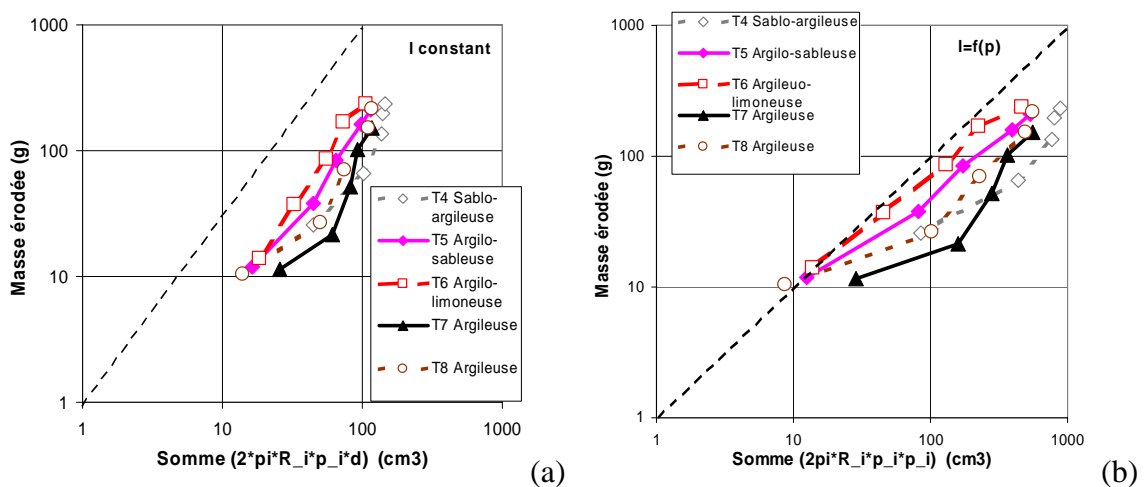 1000
100
10
1
1
10
100
1000
Masse érodée (g)
Somme (2*pi*R_i*p_i*d) (cm3)
I constant
T4 Sablo-
argileuse
T5 Argilo-
sableuse
T6 Argilo-
limoneuse
T7 Argileuse
T8 Argileuse
(a)
1000
100
10
1
1
10
100
1000
Masse érodée (g)
Somme (2pi*R_i*p_i*p_i) (cm3)
I=f(p)
T4 Sablo-argileuse
T5 Argilo-sableuse
T6 Argileuo-
limoneuse
T7 Argileuse
T8 Argileuse
(b)